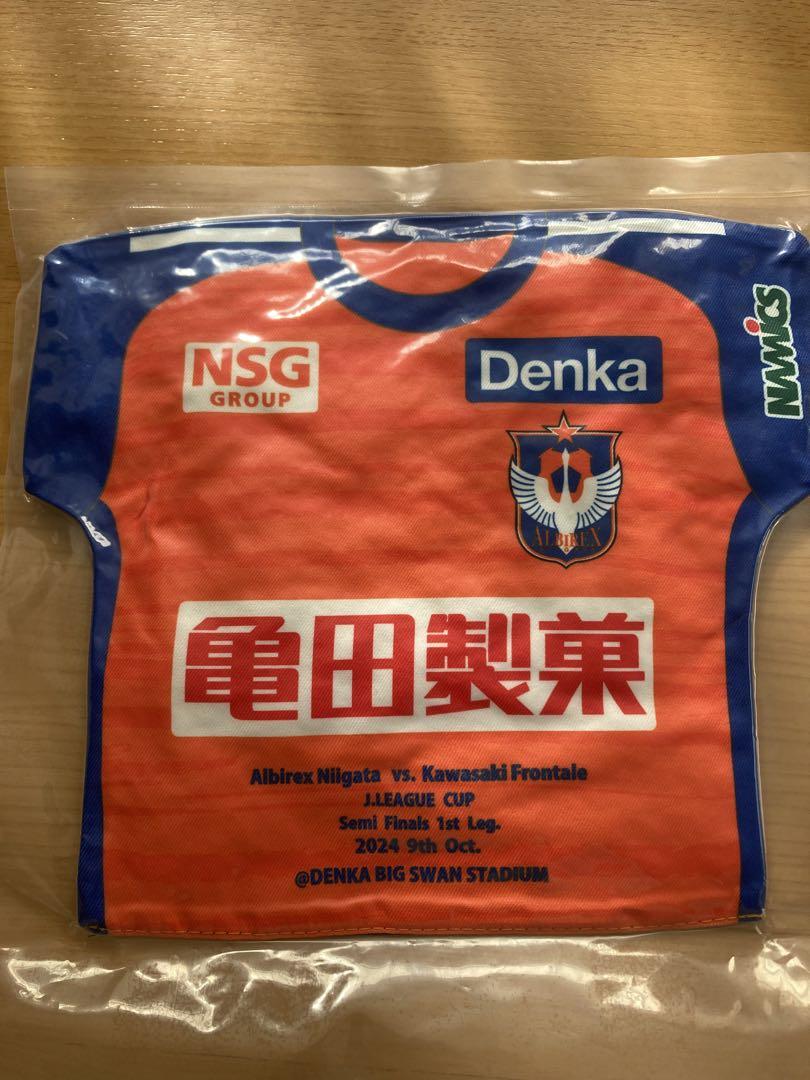 NSG
GROUP
Denka
NAMICS
ALBIREX
亀田製菓
Albirex Niigata vs. Kawasaki Frontale
J.LEAGUE CUP
Semi Finals 1st Leg.
2024 9th Oct.
@DENKA BIG SWAN STADIUM